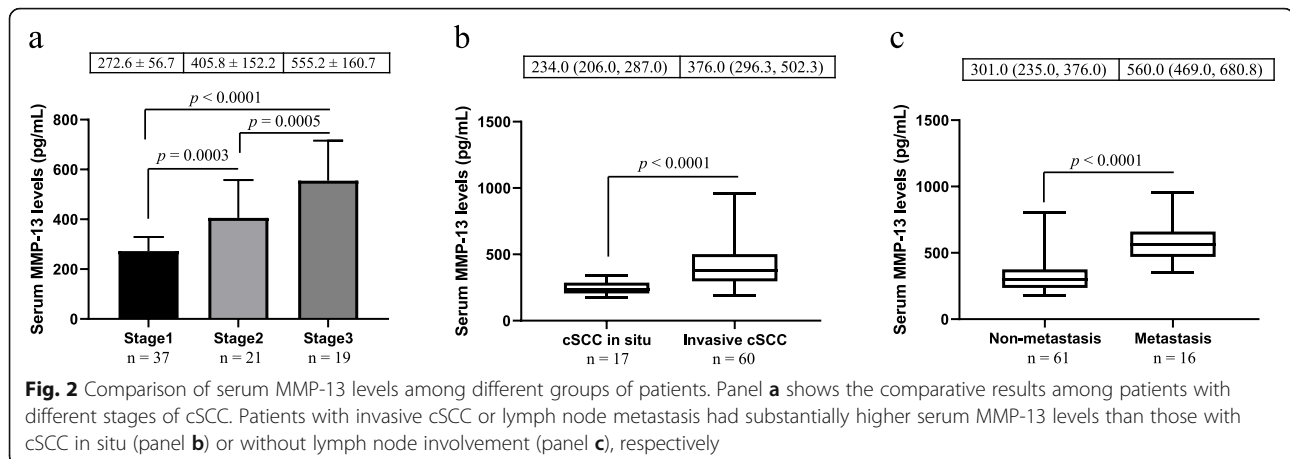 a
272.6 ± 56.7 405.8 ± 152.2 555.2 ± 160.7
p < 0.0001
p = 0.0005
p = 0.0003
Serum MMP-13 levels (pg/mL)
800
600
400
200
0
Stage1 Stage2 Stage3
n = 37 n = 21 n = 19
b
234.0 (206.0, 287.0) 376.0 (296.3, 502.3)
p < 0.0001
Serum MMP-13 levels (pg/mL)
1500
1000
500
0
cSCC in situ Invasive cSCC
n = 17 n = 60
c
301.0 (235.0, 376.0) 560.0 (469.0, 680.8)
p < 0.0001
Serum MMP-13 levels (pg/mL)
1500
1000
500
0
Non-metastasis Metastasis
n = 61 n = 16
Fig. 2 Comparison of serum MMP-13 levels among different groups of patients. Panel a shows the comparative results among patients with
different stages of cSCC. Patients with invasive cSCC or lymph node metastasis had substantially higher serum MMP-13 levels than those with
cSCC in situ (panel b) or without lymph node involvement (panel c), respectively